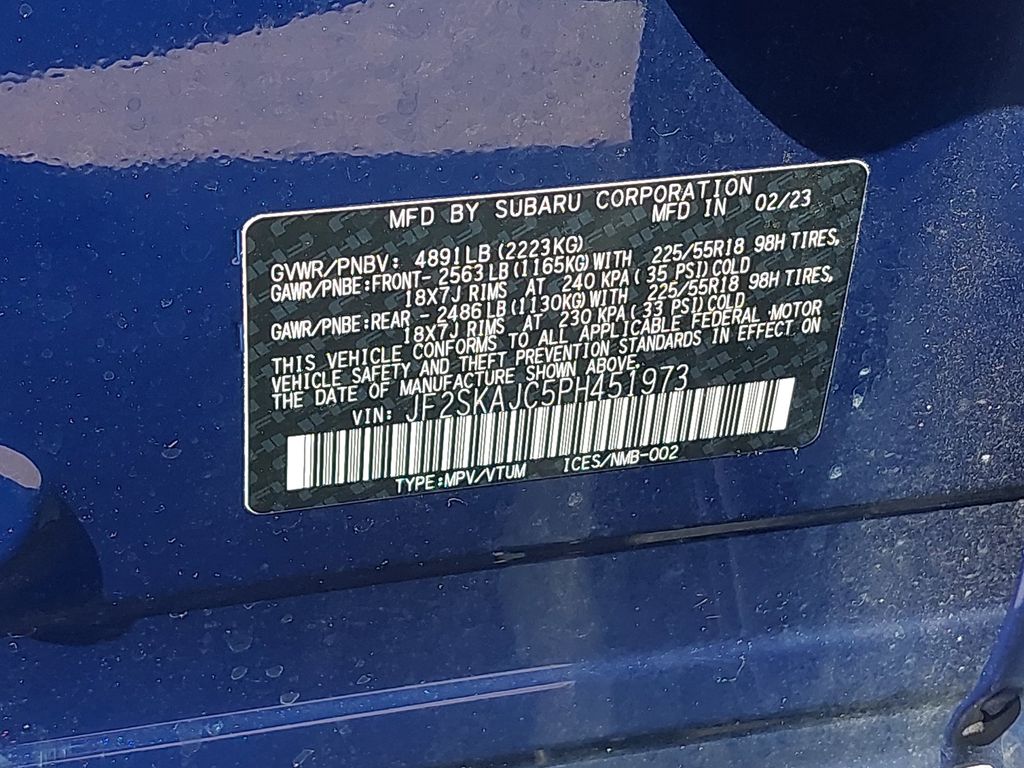 MFD BY SUBARU CORPORATION
MFD IN 02/23
GVWR/PNBV: 4891LB (2223KG)
GAWR/PNBE:FRONT- 2563 LB (1165KG) WITH 225/55R18 98H TIRES,
18X7J RIMS AT 240 KPA ( 35 PSI) COLD
GAWR/PNBE:REAR - 2486 LB (1130KG) WITH 225/55R18 98H TIRES,
18X7J RIMS AT 230 KPA ( 33 PSI) COLD
THIS VEHICLE CONFORMS TO ALL APPLICABLE FEDERAL MOTOR
VEHICLE SAFETY AND THEFT PREVENTION STANDARDS IN EFFECT ON
THE DATE OF MANUFACTURE SHOWN ABOVE.
VIN: JF2SKAJC5PH451973
TYPE:MPV/VTUM ICES/NMB-002